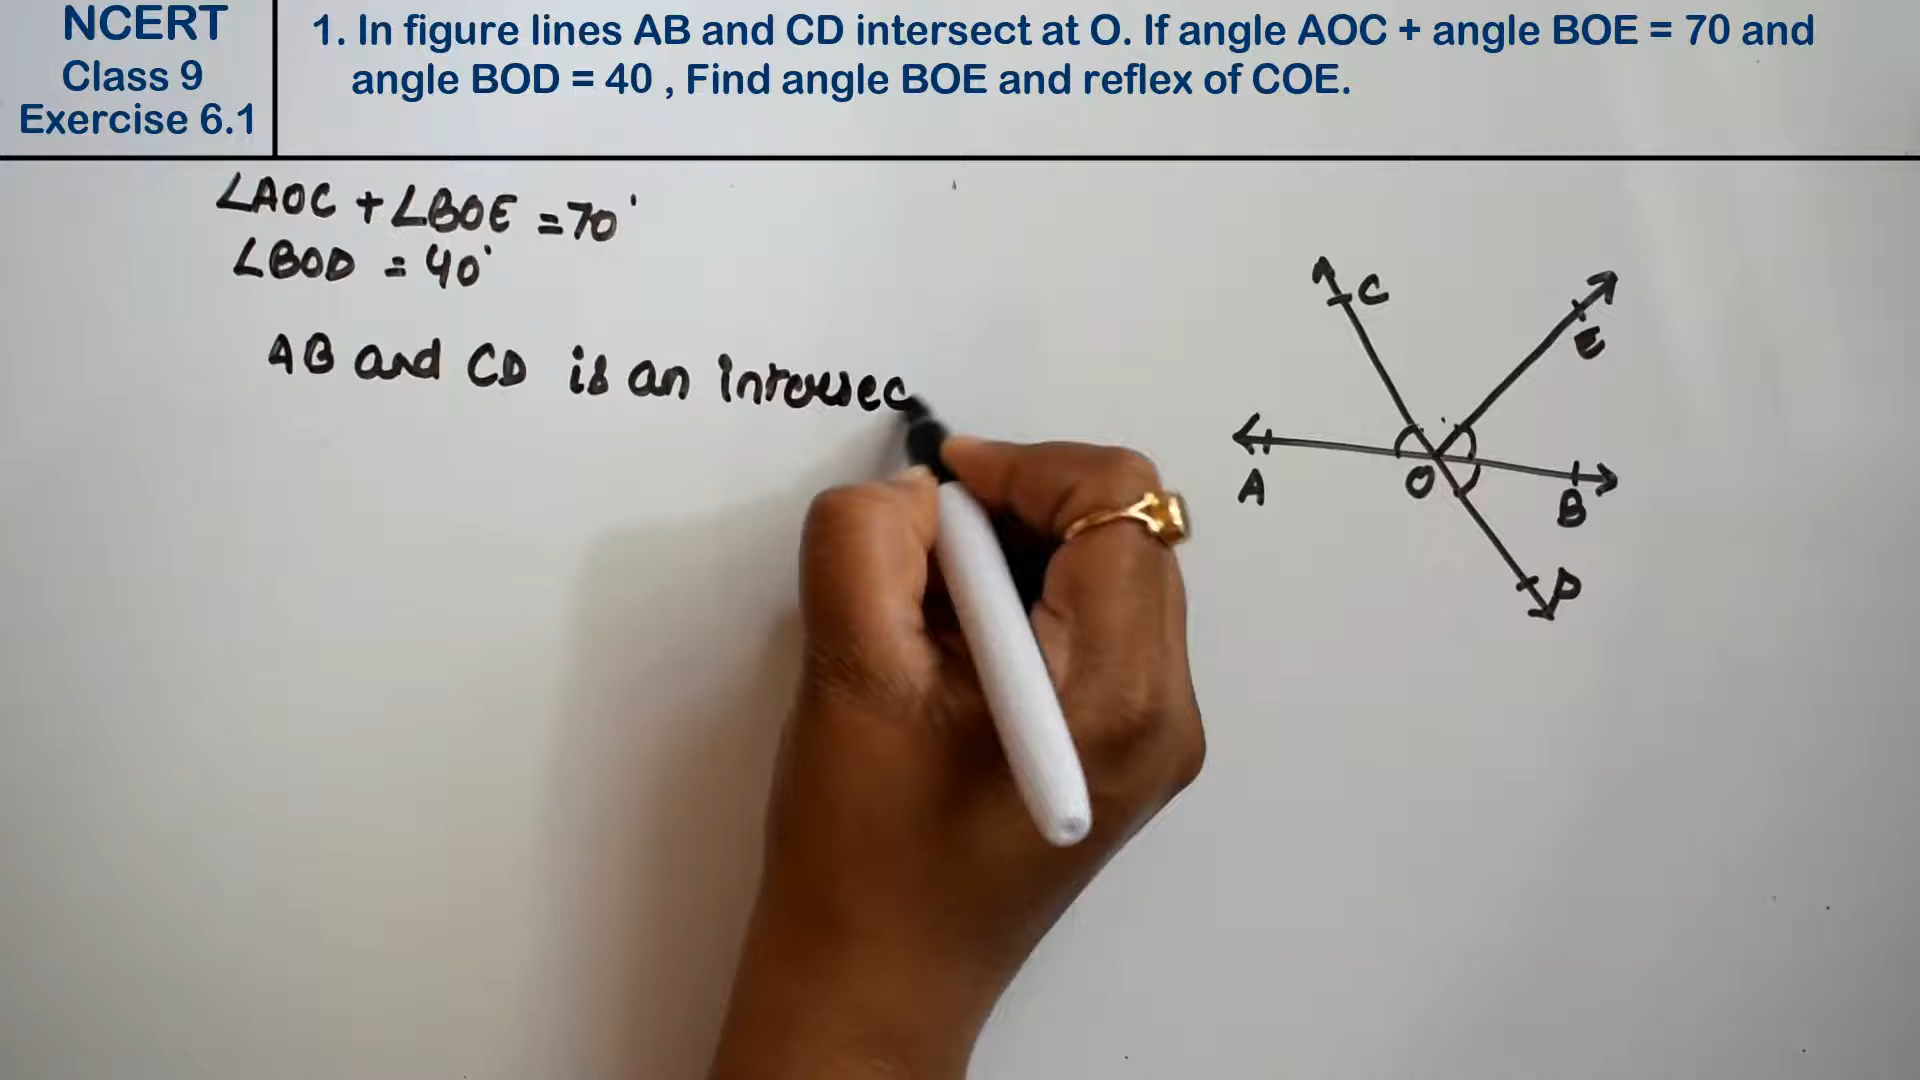 NCERT
Class 9
Exercise 6.1
1. In figure lines AB and CD intersect at O. If angle AOC + angle BOE = 70 and
angle BOD = 40 , Find angle BOE and reflex of COE.
∠AOC + ∠BOE = 70°
∠BOD = 40°
AB and CD is an intersec
C
E
A
O
B
D